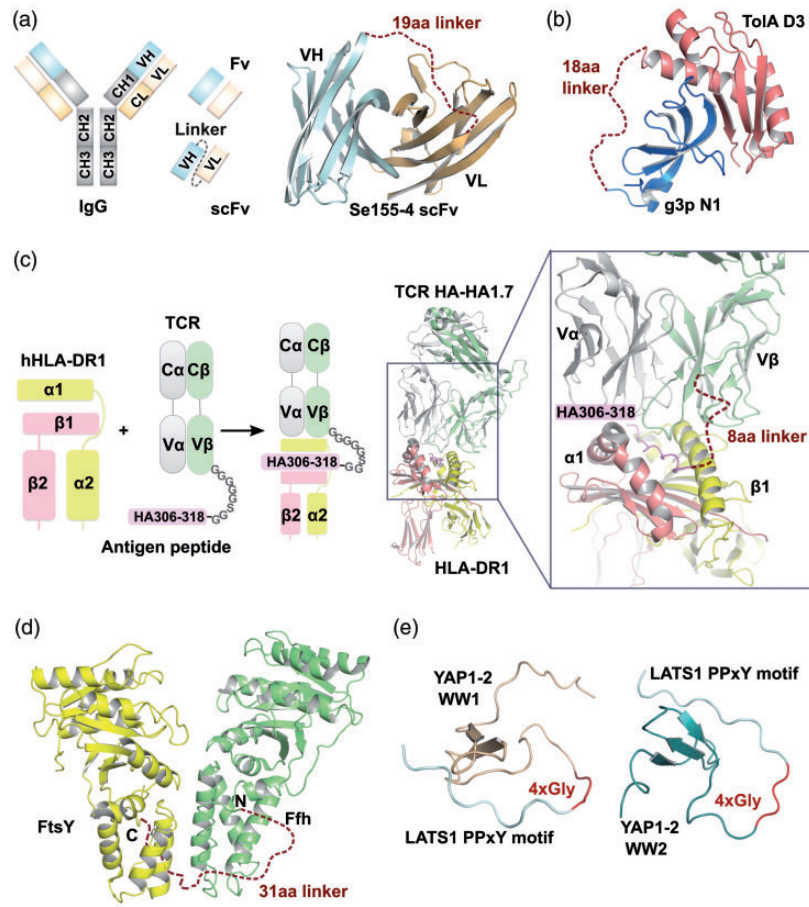 (a)
CH1 VH
CL VL
CH2 CH2
CH3 CH3
IgG
Fv
Linker
VH VL
scFv
19aa linker
VH
VL
Se155-4 scFv
(b)
TolA D3
18aa
linker
g3p N1
(c)
hHLA-DR1
α1
β1
β2 α2
+
TCR
Cα Cβ
Vα Vβ
GGGGGSG
HA306-318
Antigen peptide
Cα Cβ
Vα Vβ
HA306-318
β2 α2
TCR HA-HA1.7
HLA-DR1
Vα
Vβ
HA306-318
8aa linker
α1
β1
(d)
FtsY
C
N
Ffh
31aa linker
(e)
YAP1-2
WW1
4xGly
LATS1 PPxY motif
LATS1 PPxY motif
4xGly
YAP1-2
WW2